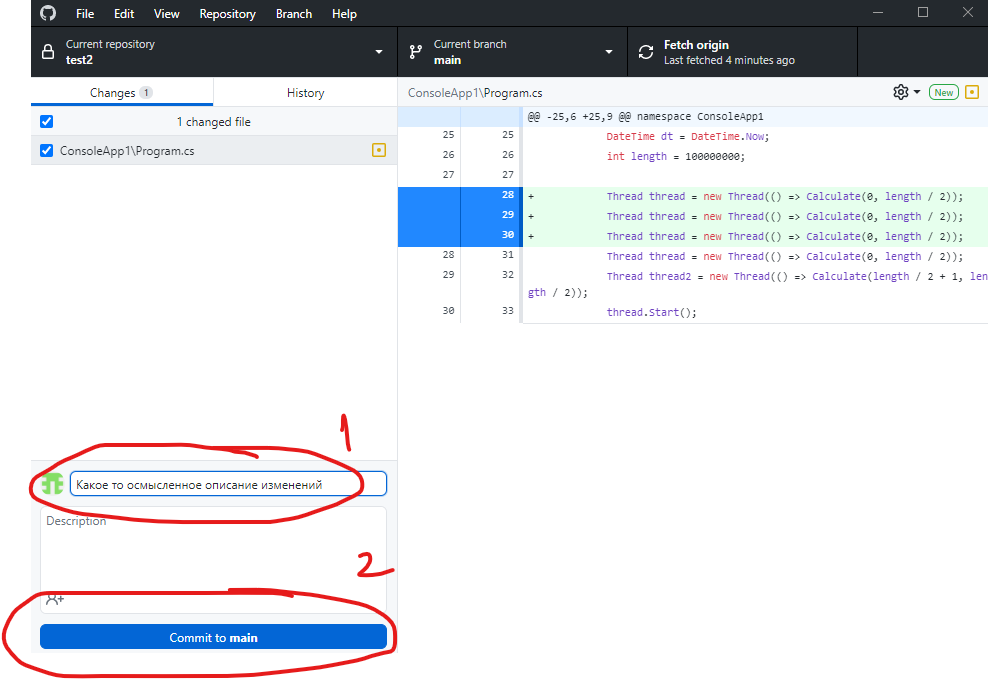 File Edit View Repository Branch Help
Current repository
test2
Current branch
main
Fetch origin
Last fetched 4 minutes ago
Changes 1 History
1 changed file
ConsoleApp1\Program.cs
ConsoleApp1\Program.cs New
@@ -25,6 +25,9 @@ namespace ConsoleApp1
25 25 DateTime dt = DateTime.Now;
26 26 int length = 100000000;
27 27
28 + Thread thread = new Thread(() => Calculate(0, length / 2));
29 + Thread thread = new Thread(() => Calculate(0, length / 2));
30 + Thread thread = new Thread(() => Calculate(0, length / 2));
28 31 Thread thread = new Thread(() => Calculate(0, length / 2));
29 32 Thread thread2 = new Thread(() => Calculate(length / 2 + 1, len
gth / 2));
30 33 thread.Start();
1
Какое то осмысленное описание изменений
Description
2
Commit to main